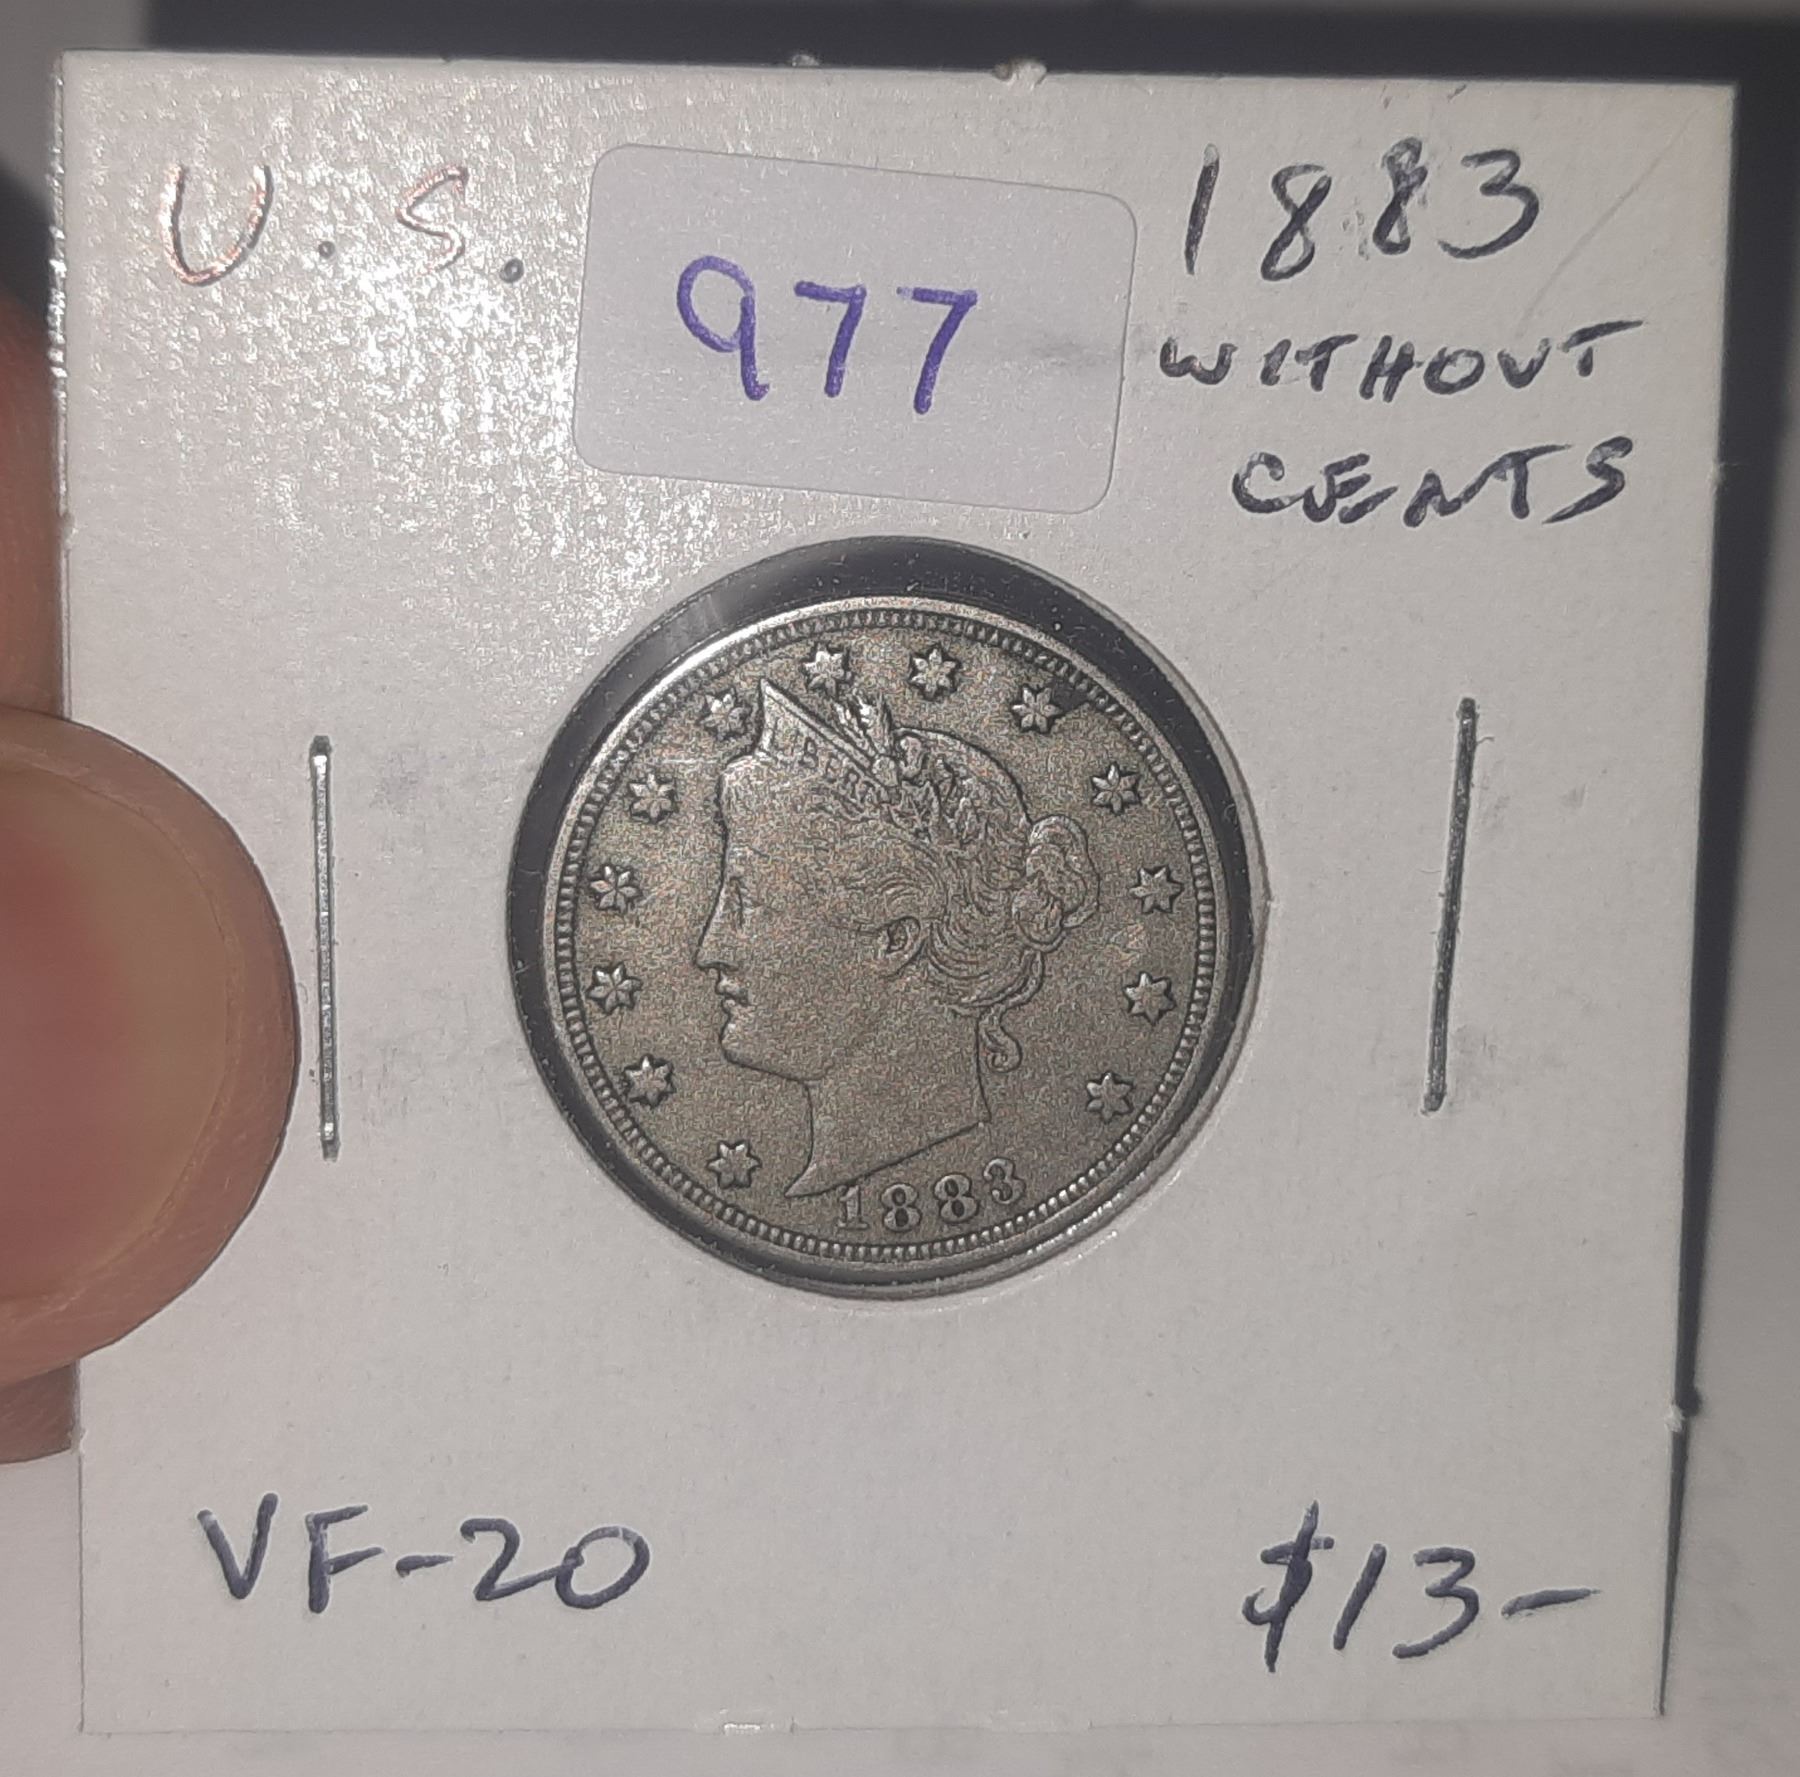 U.S.
977
1883
WITHOUT
CENTS
LIBERTY
1883
VF-20
$13-